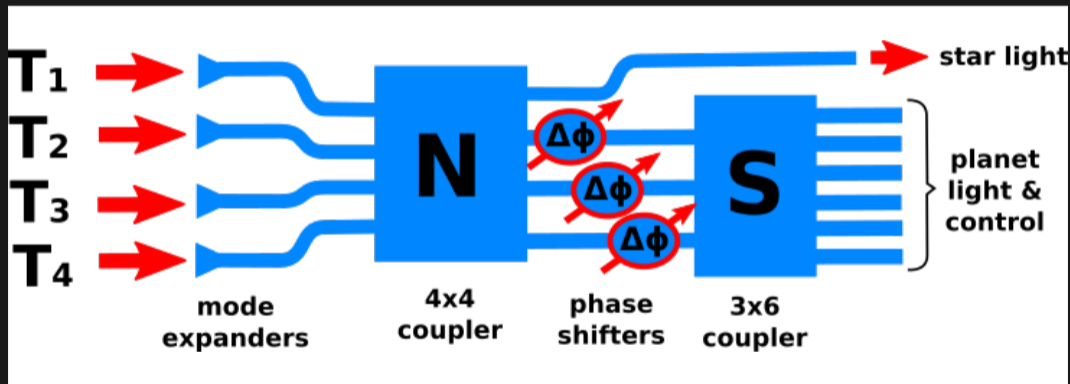 T1
T2
T3
T4
mode
expanders
N
4x4
coupler
Δϕ
Δϕ
Δϕ
phase
shifters
S
3x6
coupler
star light
planet
light &
control